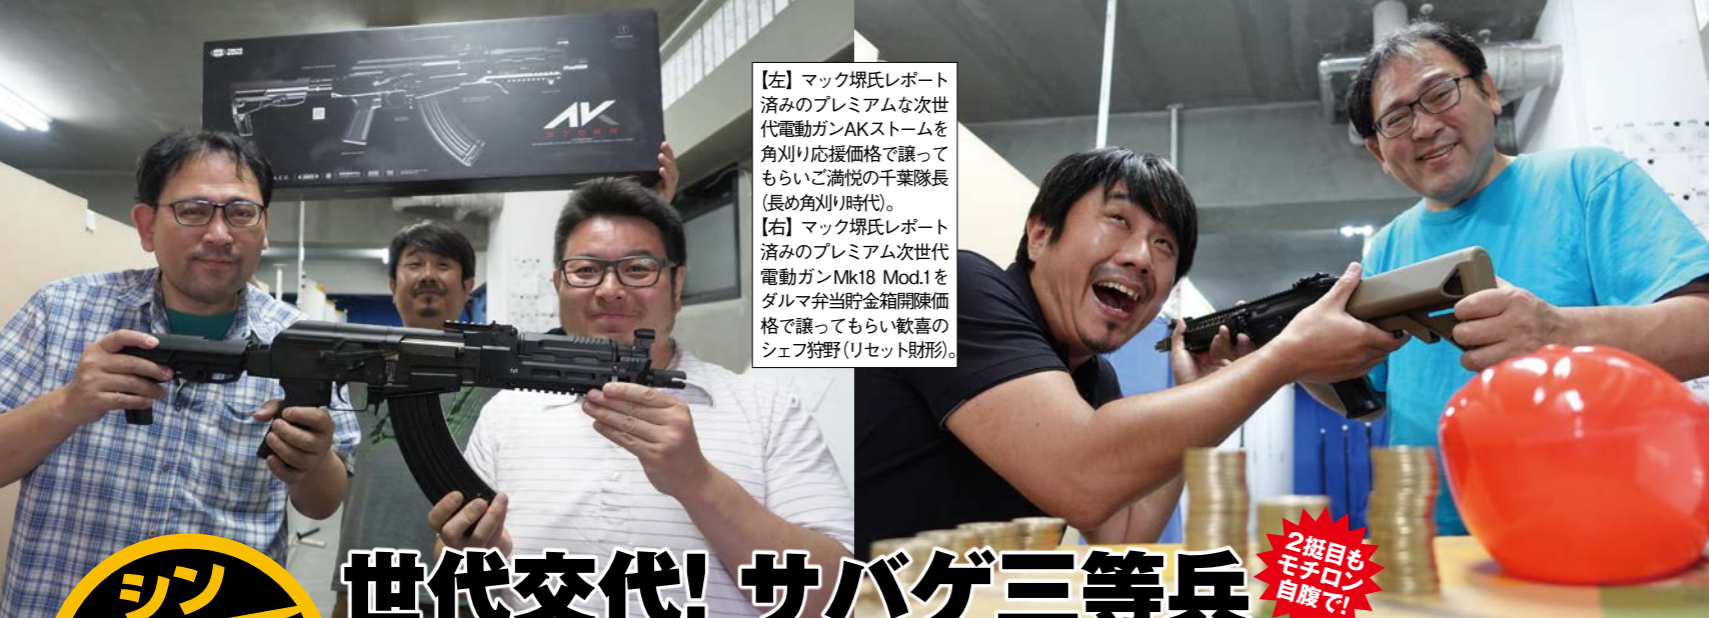 TOKYO MARUI
AK
STORM
【左】マック堺氏レポート
済みのプレミアムな次世
代電動ガンAKストームを
角刈り応援価格で譲って
もらいご満悦の千葉隊長
(長め角刈り時代)。
【右】マック堺氏レポート
済みのプレミアム次世代
電動ガンMk18 Mod.1を
ダルマ弁当貯金箱開陳価
格で譲ってもらい歓喜の
シェフ狩野(リセット財形)。
シン
世代交代!サバゲ三等兵
2挺目も
モチロン
自腹で!